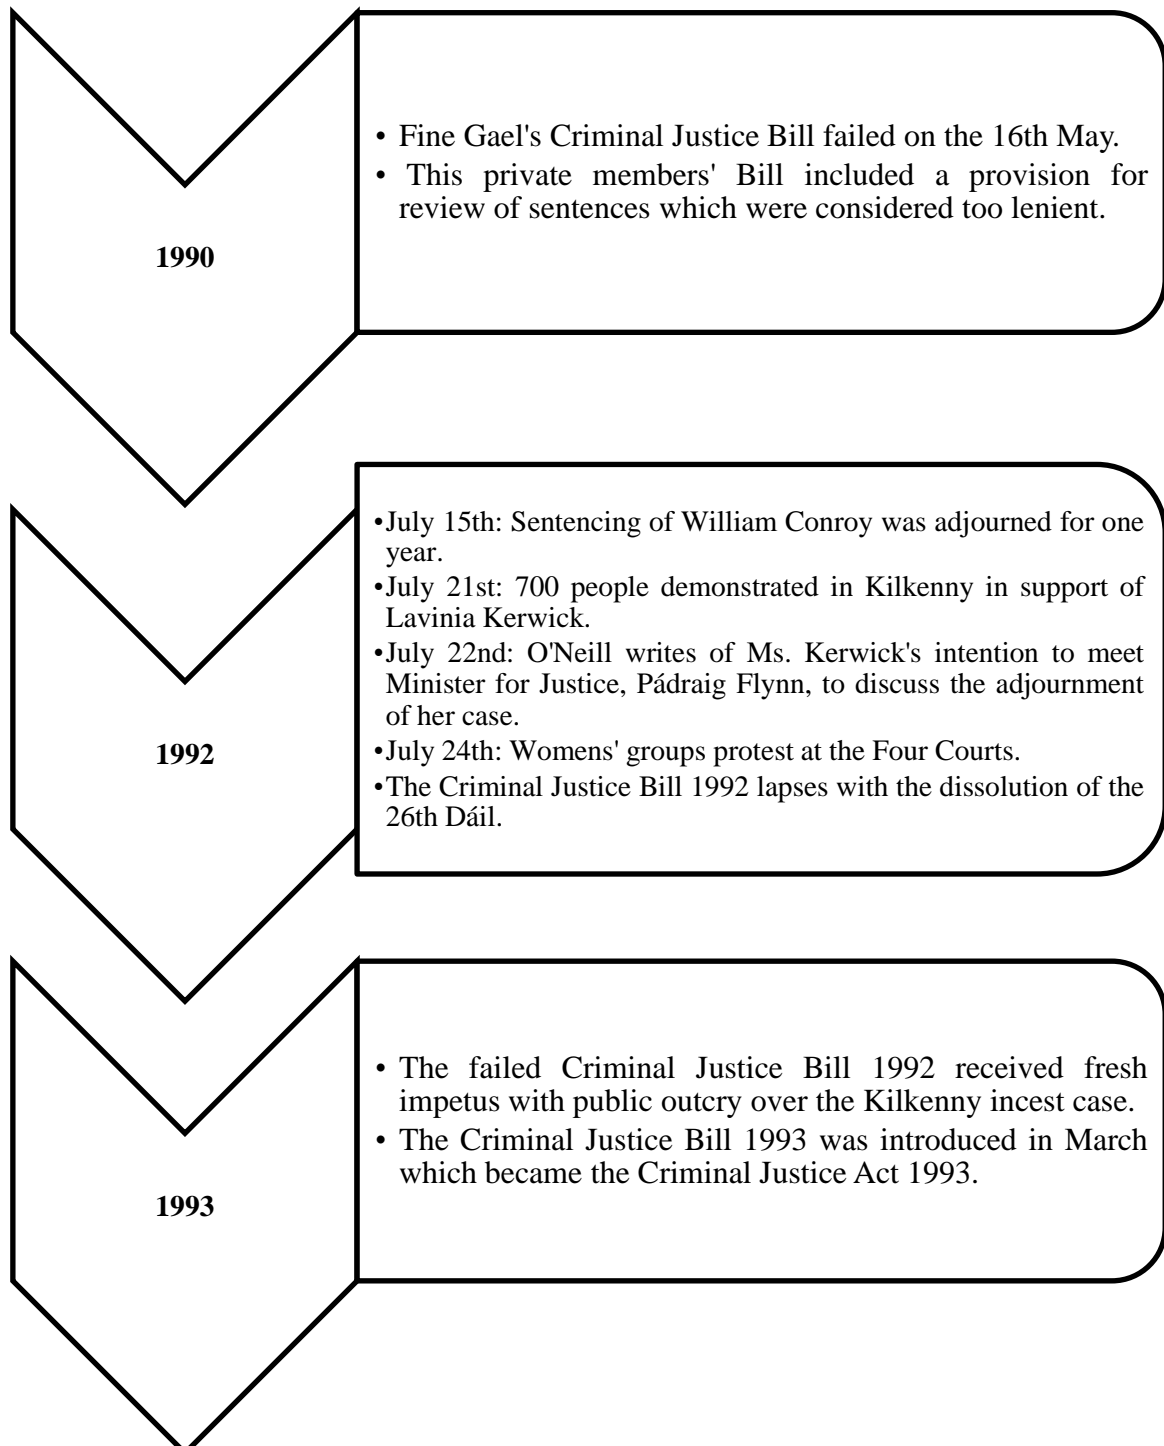 1990
• Fine Gael's Criminal Justice Bill failed on the 16th May.
• This private members' Bill included a provision for
review of sentences which were considered too lenient.
1992
•July 15th: Sentencing of William Conroy was adjourned for one
year.
•July 21st: 700 people demonstrated in Kilkenny in support of
Lavinia Kerwick.
•July 22nd: O'Neill writes of Ms. Kerwick's intention to meet
Minister for Justice, Pádraig Flynn, to discuss the adjournment
of her case.
•July 24th: Womens' groups protest at the Four Courts.
•The Criminal Justice Bill 1992 lapses with the dissolution of the
26th Dáil.
1993
• The failed Criminal Justice Bill 1992 received fresh
impetus with public outcry over the Kilkenny incest case.
• The Criminal Justice Bill 1993 was introduced in March
which became the Criminal Justice Act 1993.